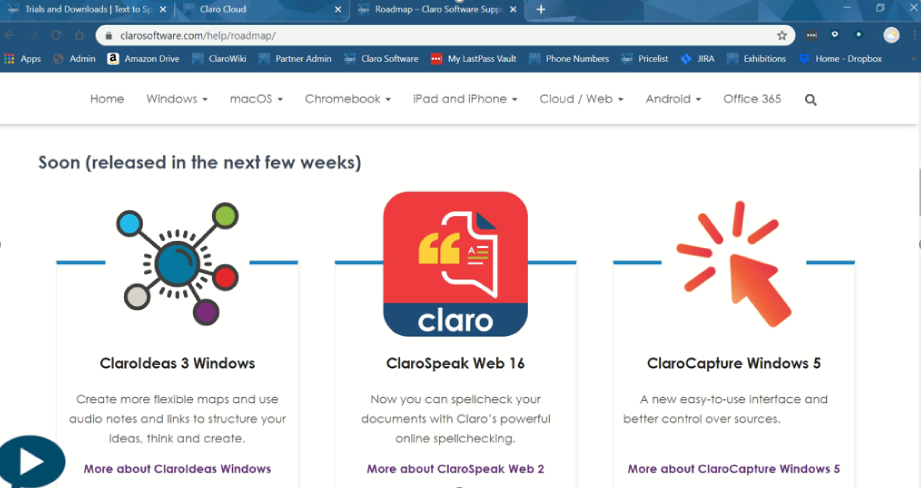 Trials and Downloads | Text to Sp
Claro Cloud
Roadmap – Claro Software Supp
clarosoftware.com/help/roadmap/
Apps Admin Amazon Drive ClaroWiki Partner Admin Claro Software My LastPass Vault Phone Numbers Pricelist JIRA Exhibitions Home - Dropbox
Home Windows macOS Chromebook iPad and iPhone Cloud / Web Android Office 365
Soon (released in the next few weeks)
A
claro
ClaroIdeas 3 Windows
Create more flexible maps and use
audio notes and links to structure your
ideas, think and create.
More about ClaroIdeas Windows
ClaroSpeak Web 16
Now you can spellcheck your
documents with Claro's powerful
online spellchecking.
More about ClaroSpeak Web 2
ClaroCapture Windows 5
A new easy-to-use interface and
better control over sources.
More about ClaroCapture Windows 5